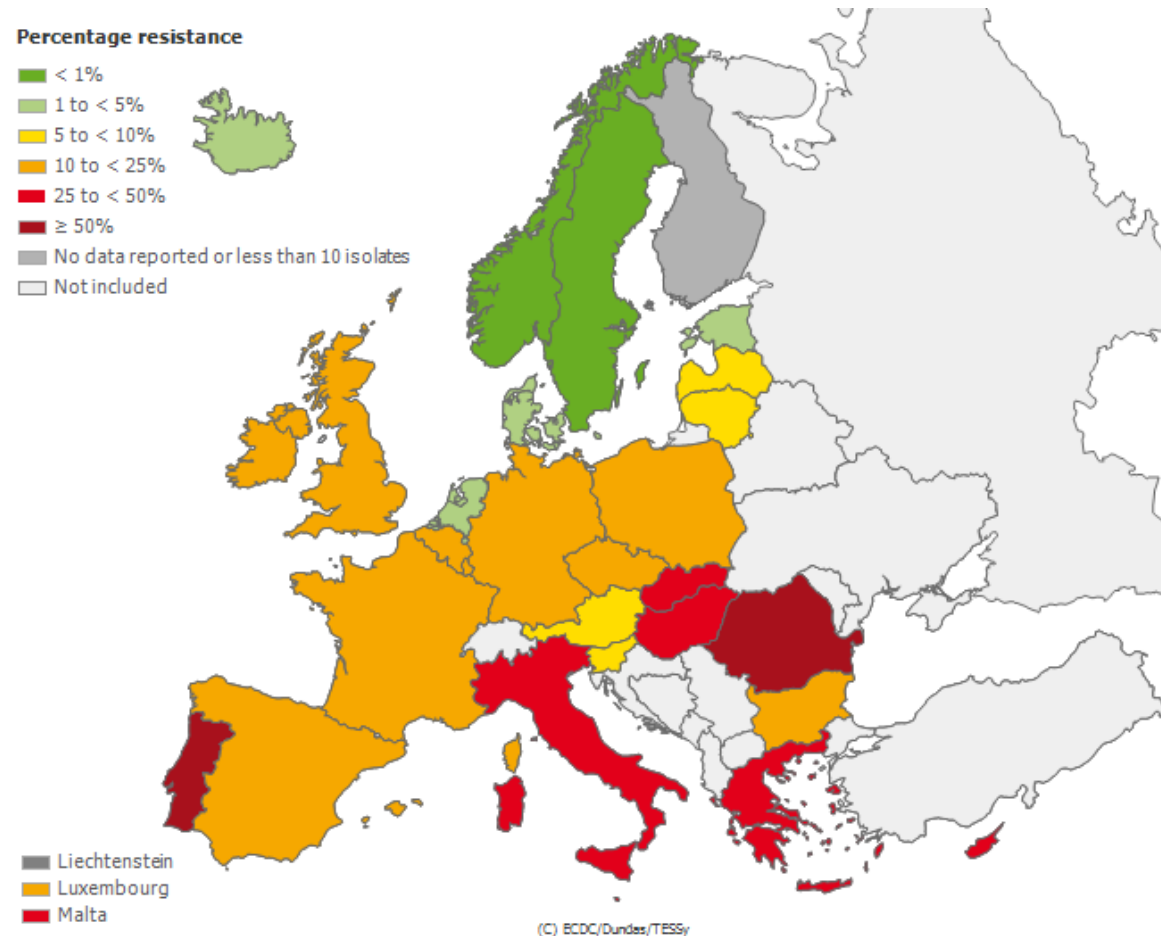 Percentage resistance
< 1%
1 to < 5%
5 to < 10%
10 to < 25%
25 to < 50%
≥ 50%
No data reported or less than 10 isolates
Not included
Liechtenstein
Luxembourg
Malta
(C) ECDC/Dundas/TESSy